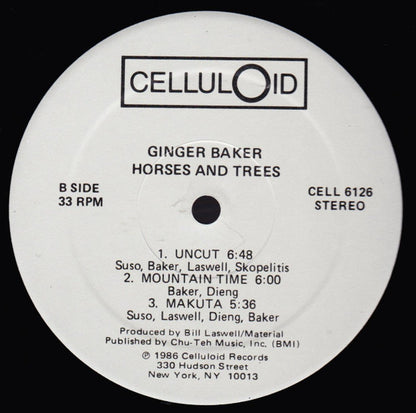 CELLULOID
GINGER BAKER
HORSES AND TREES
B SIDE
33 RPM
CELL 6126
STEREO
1. UNCUT 6:48
Suso, Baker, Laswell, Skopelitis
2. MOUNTAIN TIME 6:00
Baker, Dieng
3. MAKUTA 5:36
Suso, Laswell, Dieng, Baker
Produced by Bill Laswell/Material
Published by Chu-Teh Music, Inc. (BMI)
℗ 1986 Celluloid Records
330 Hudson Street
New York, NY 10013